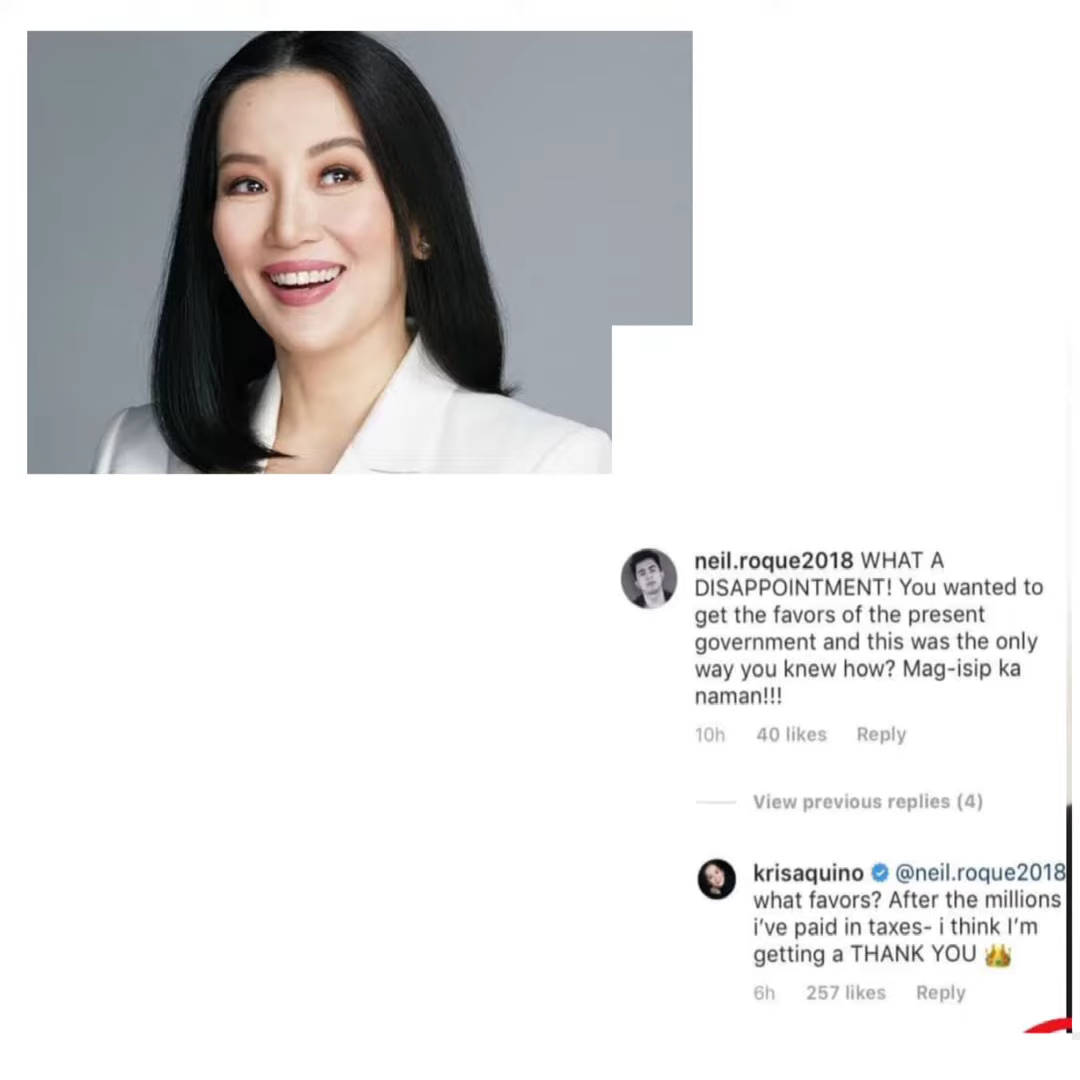 neil.roque2018 WHAT A
DISAPPOINTMENT! You wanted to
get the favors of the present
government and this was the only
way you knew how? Mag-isip ka
naman!!!
10h 40 likes Reply
View previous replies (4)
krisaquino @neil.roque2018
what favors? After the millions
i've paid in taxes- i think I'm
getting a THANK YOU 👑
6h 257 likes Reply